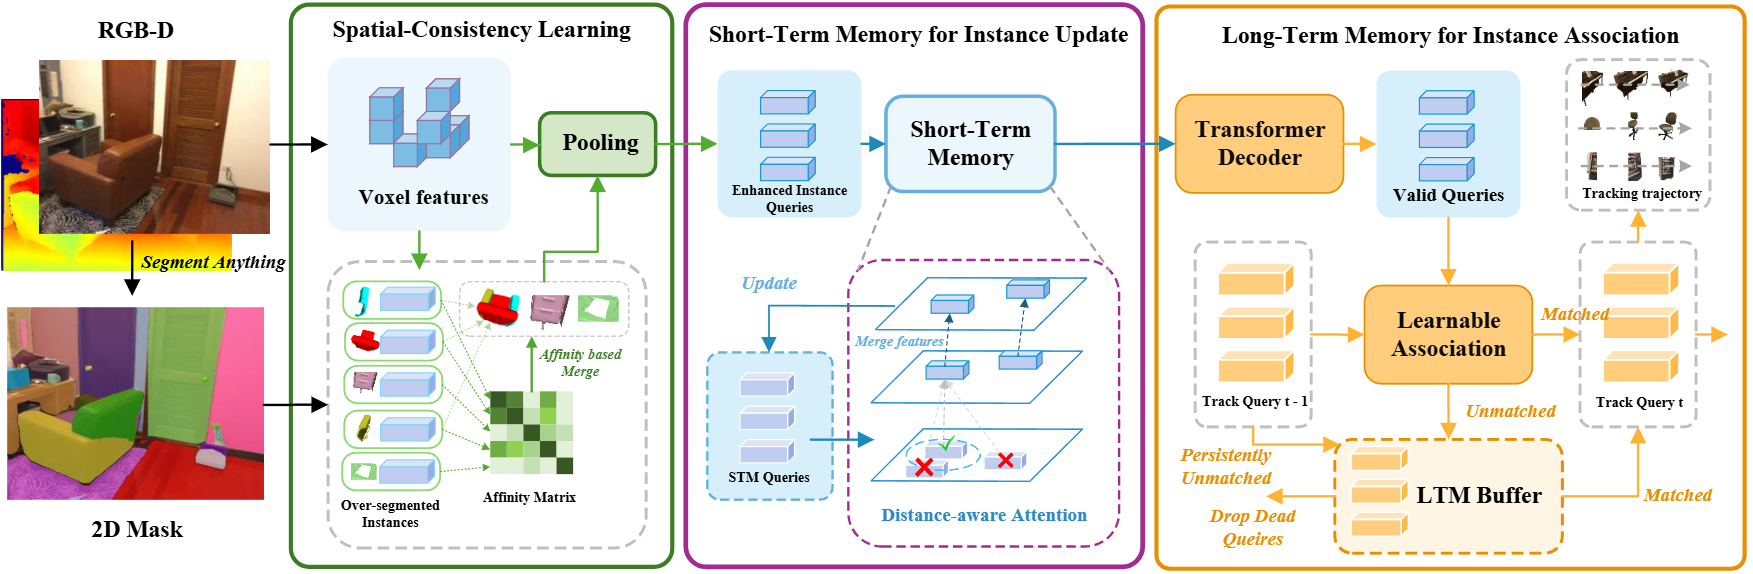 RGB-D
Segment Anything
2D Mask
Spatial-Consistency Learning
Voxel features
Pooling
Affinity based
Merge
Over-segmented
Instances
Affinity Matrix
Short-Term Memory for Instance Update
Enhanced Instance
Queries
Short-Term
Memory
Update
Merge features
STM Queries
Distance-aware Attention
Long-Term Memory for Instance Association
Transformer
Decoder
Valid Queries
Tracking trajectory
Track Query t - 1
Learnable
Association
Matched
Track Query t
Unmatched
Persistently
Unmatched
LTM Buffer
Matched
Drop Dead
Queires